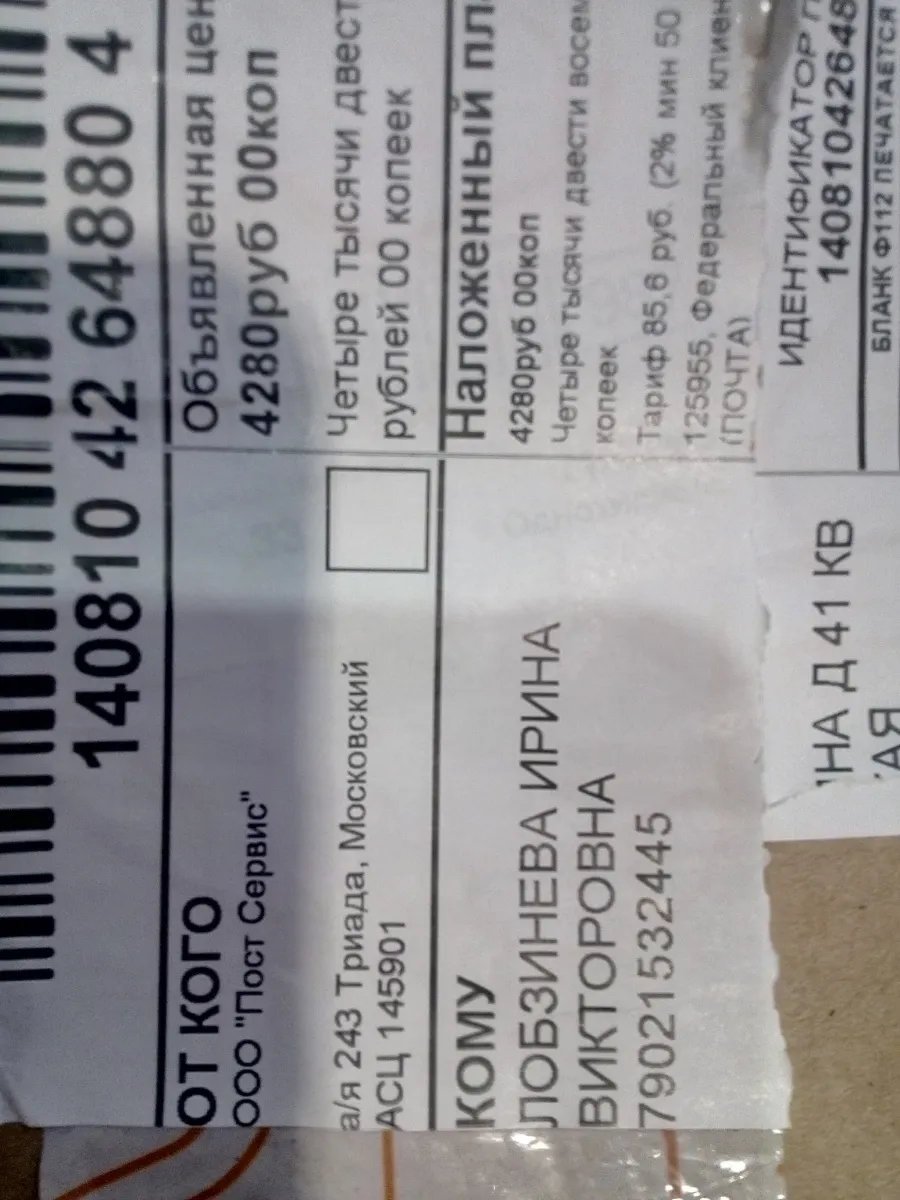 140810 42 64880 4
ОТ КОГО
ООО "Пост Сервис"
а/я 243 Триада, Московский
АСЦ 145901
Объявленная цен
4280руб 00коп
Четыре тысячи двест
рублей 00 копеек
КОМУ
ЛОБЗИНЕВА ИРИНА
ВИКТОРОВНА
79021532445
Наложенный пл
4280руб 00коп
Четыре тысячи двести восем
копеек
Тариф 85,6 руб. (2% мин 50
125955, Федеральный клиен
(ПОЧТА)
НА Д 41 КВ
АЯ
ИДЕНТИФИКАТОР П
140810426488
БЛАНК Ф112 ПЕЧАТАЕТСЯ